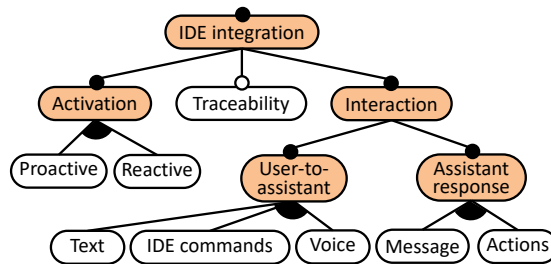 IDE integration
Activation
Traceability
Interaction
Proactive
Reactive
User-to-
assistant
Assistant
response
Text
IDE commands
Voice
Message
Actions